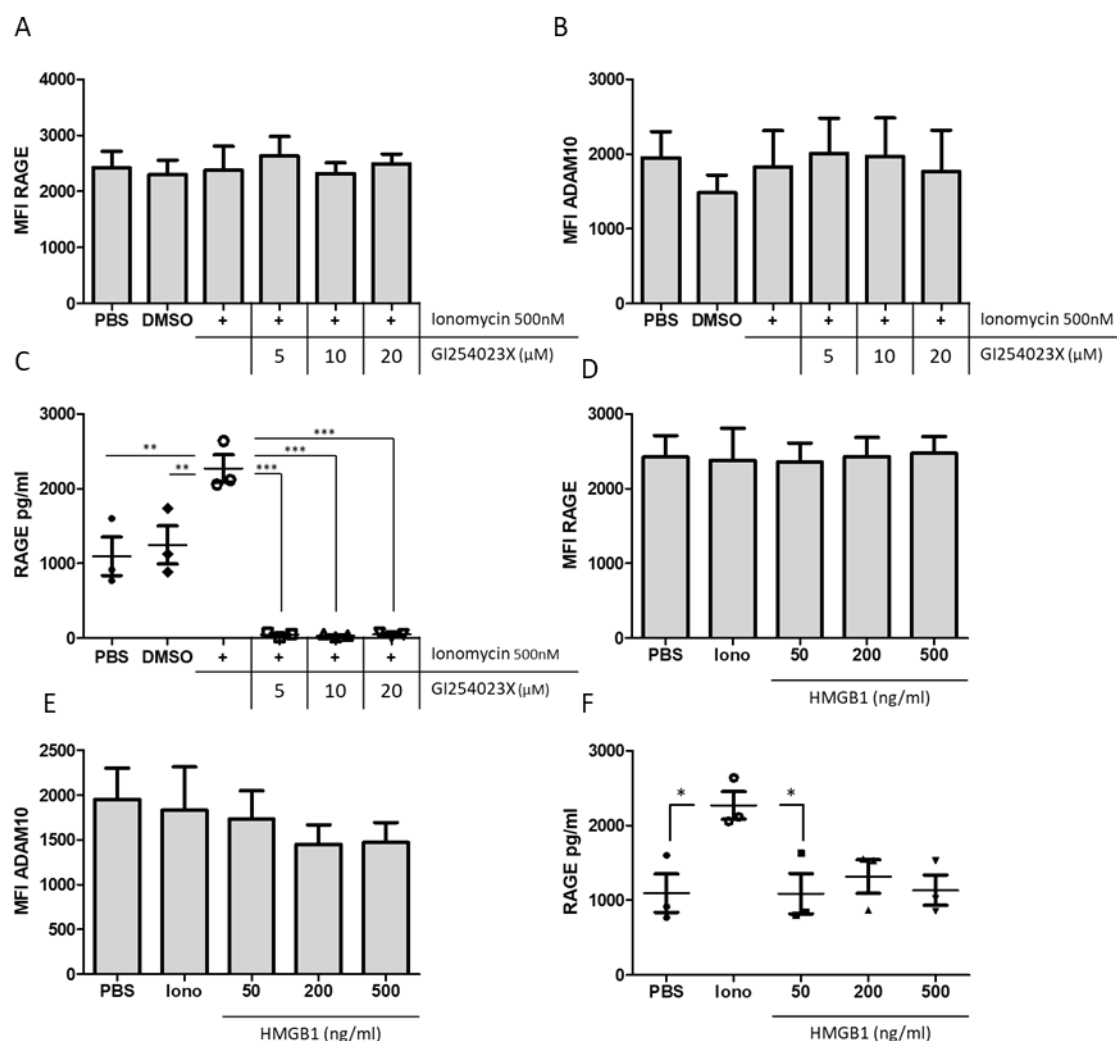 A
4000
3000
2000
1000
0
MFI RAGE
PBS DMSO + + + + Ionomycin 500nM
5 10 20 GI254023X (μM)
B
3000
2000
1000
0
MFI ADAM10
PBS DMSO + + + + Ionomycin 500nM
5 10 20 GI254023X (μM)
C
3000
2000
1000
0
RAGE pg/ml
** ** *** *** ***
PBS DMSO + + + + Ionomycin 500nM
5 10 20 GI254023X (μM)
D
3000
2000
1000
0
MFI RAGE
PBS Iono 50 200 500
HMGB1 (ng/ml)
E
2500
2000
1500
1000
500
0
MFI ADAM10
PBS Iono 50 200 500
HMGB1 (ng/ml)
F
3000
2000
1000
0
RAGE pg/ml
* *
PBS Iono 50 200 500
HMGB1 (ng/ml)